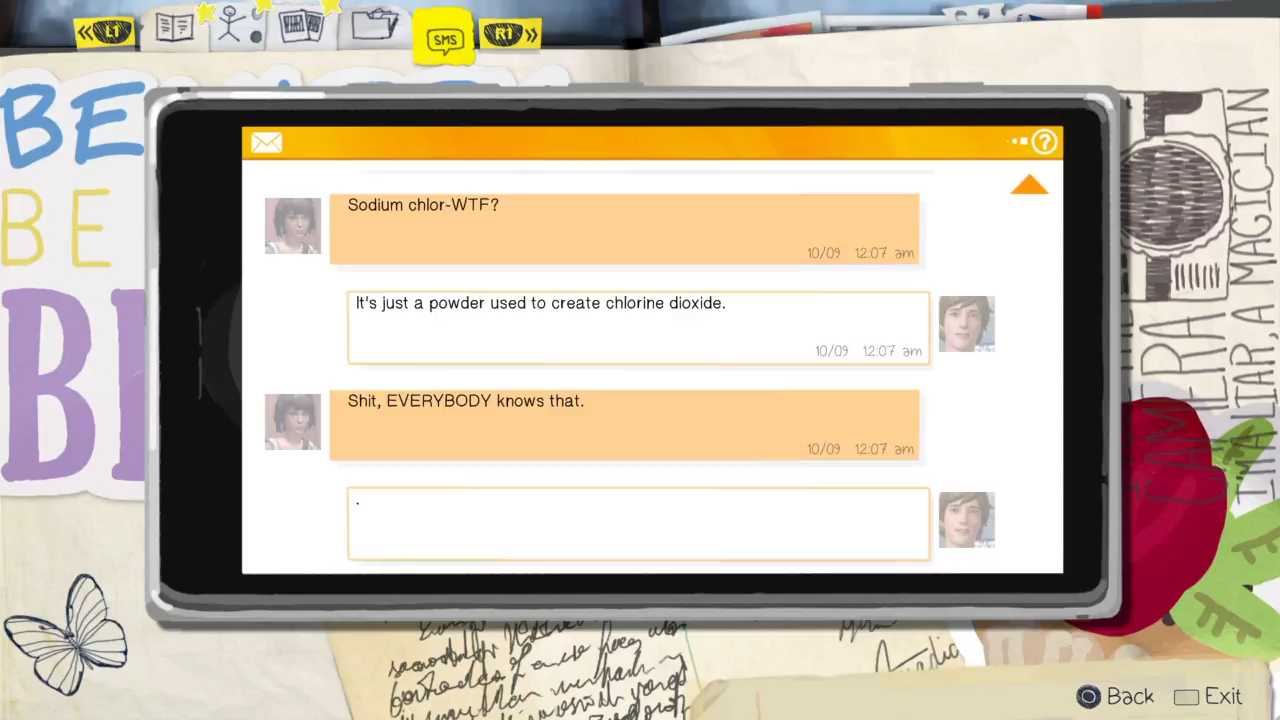 L1
SMS
R1
BE
BE
Sodium chlor-WTF?
10/09 12:07 am
It's just a powder used to create chlorine dioxide.
10/09 12:07 am
Shit, EVERYBODY knows that.
10/09 12:07 am
.
CAMERA
LIAR, A MAGICIAN
Back
Exit